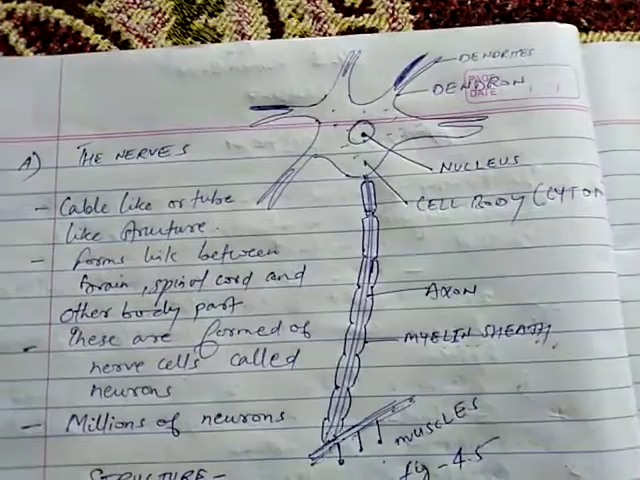 DENDRITES
DENDRON
PAGE
DATE
A) THE NERVES
NUCLEUS
- Cable like or tube
CELL BODY (CYTON
like structure.
- forms link between
brain, spinal cord and
AXON
other body part.
- These are formed of
MYELIN SHEATH
nerve cells called
neurons
- Millions of neurons
MUSCLES
fig-4.5
STRUCTURE-